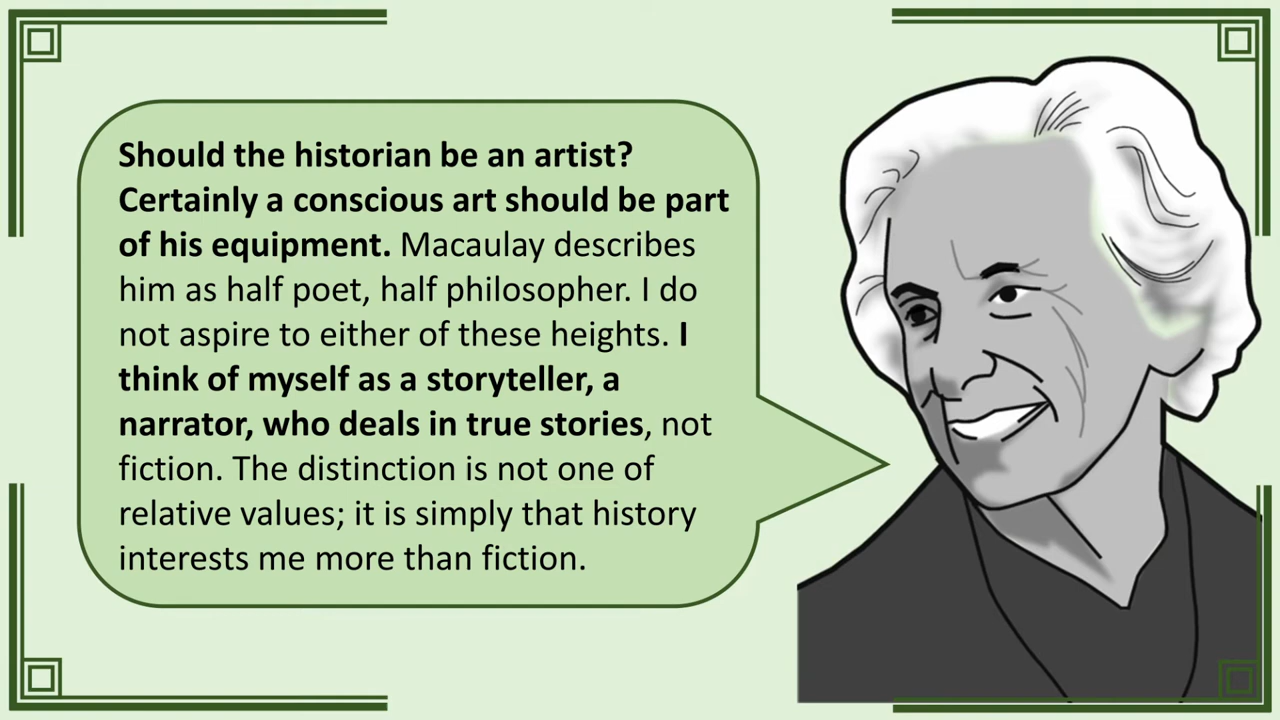 Should the historian be an artist?
Certainly a conscious art should be part
of his equipment. Macaulay describes
him as half poet, half philosopher. I do
not aspire to either of these heights. I
think of myself as a storyteller, a
narrator, who deals in true stories, not
fiction. The distinction is not one of
relative values; it is simply that history
interests me more than fiction.